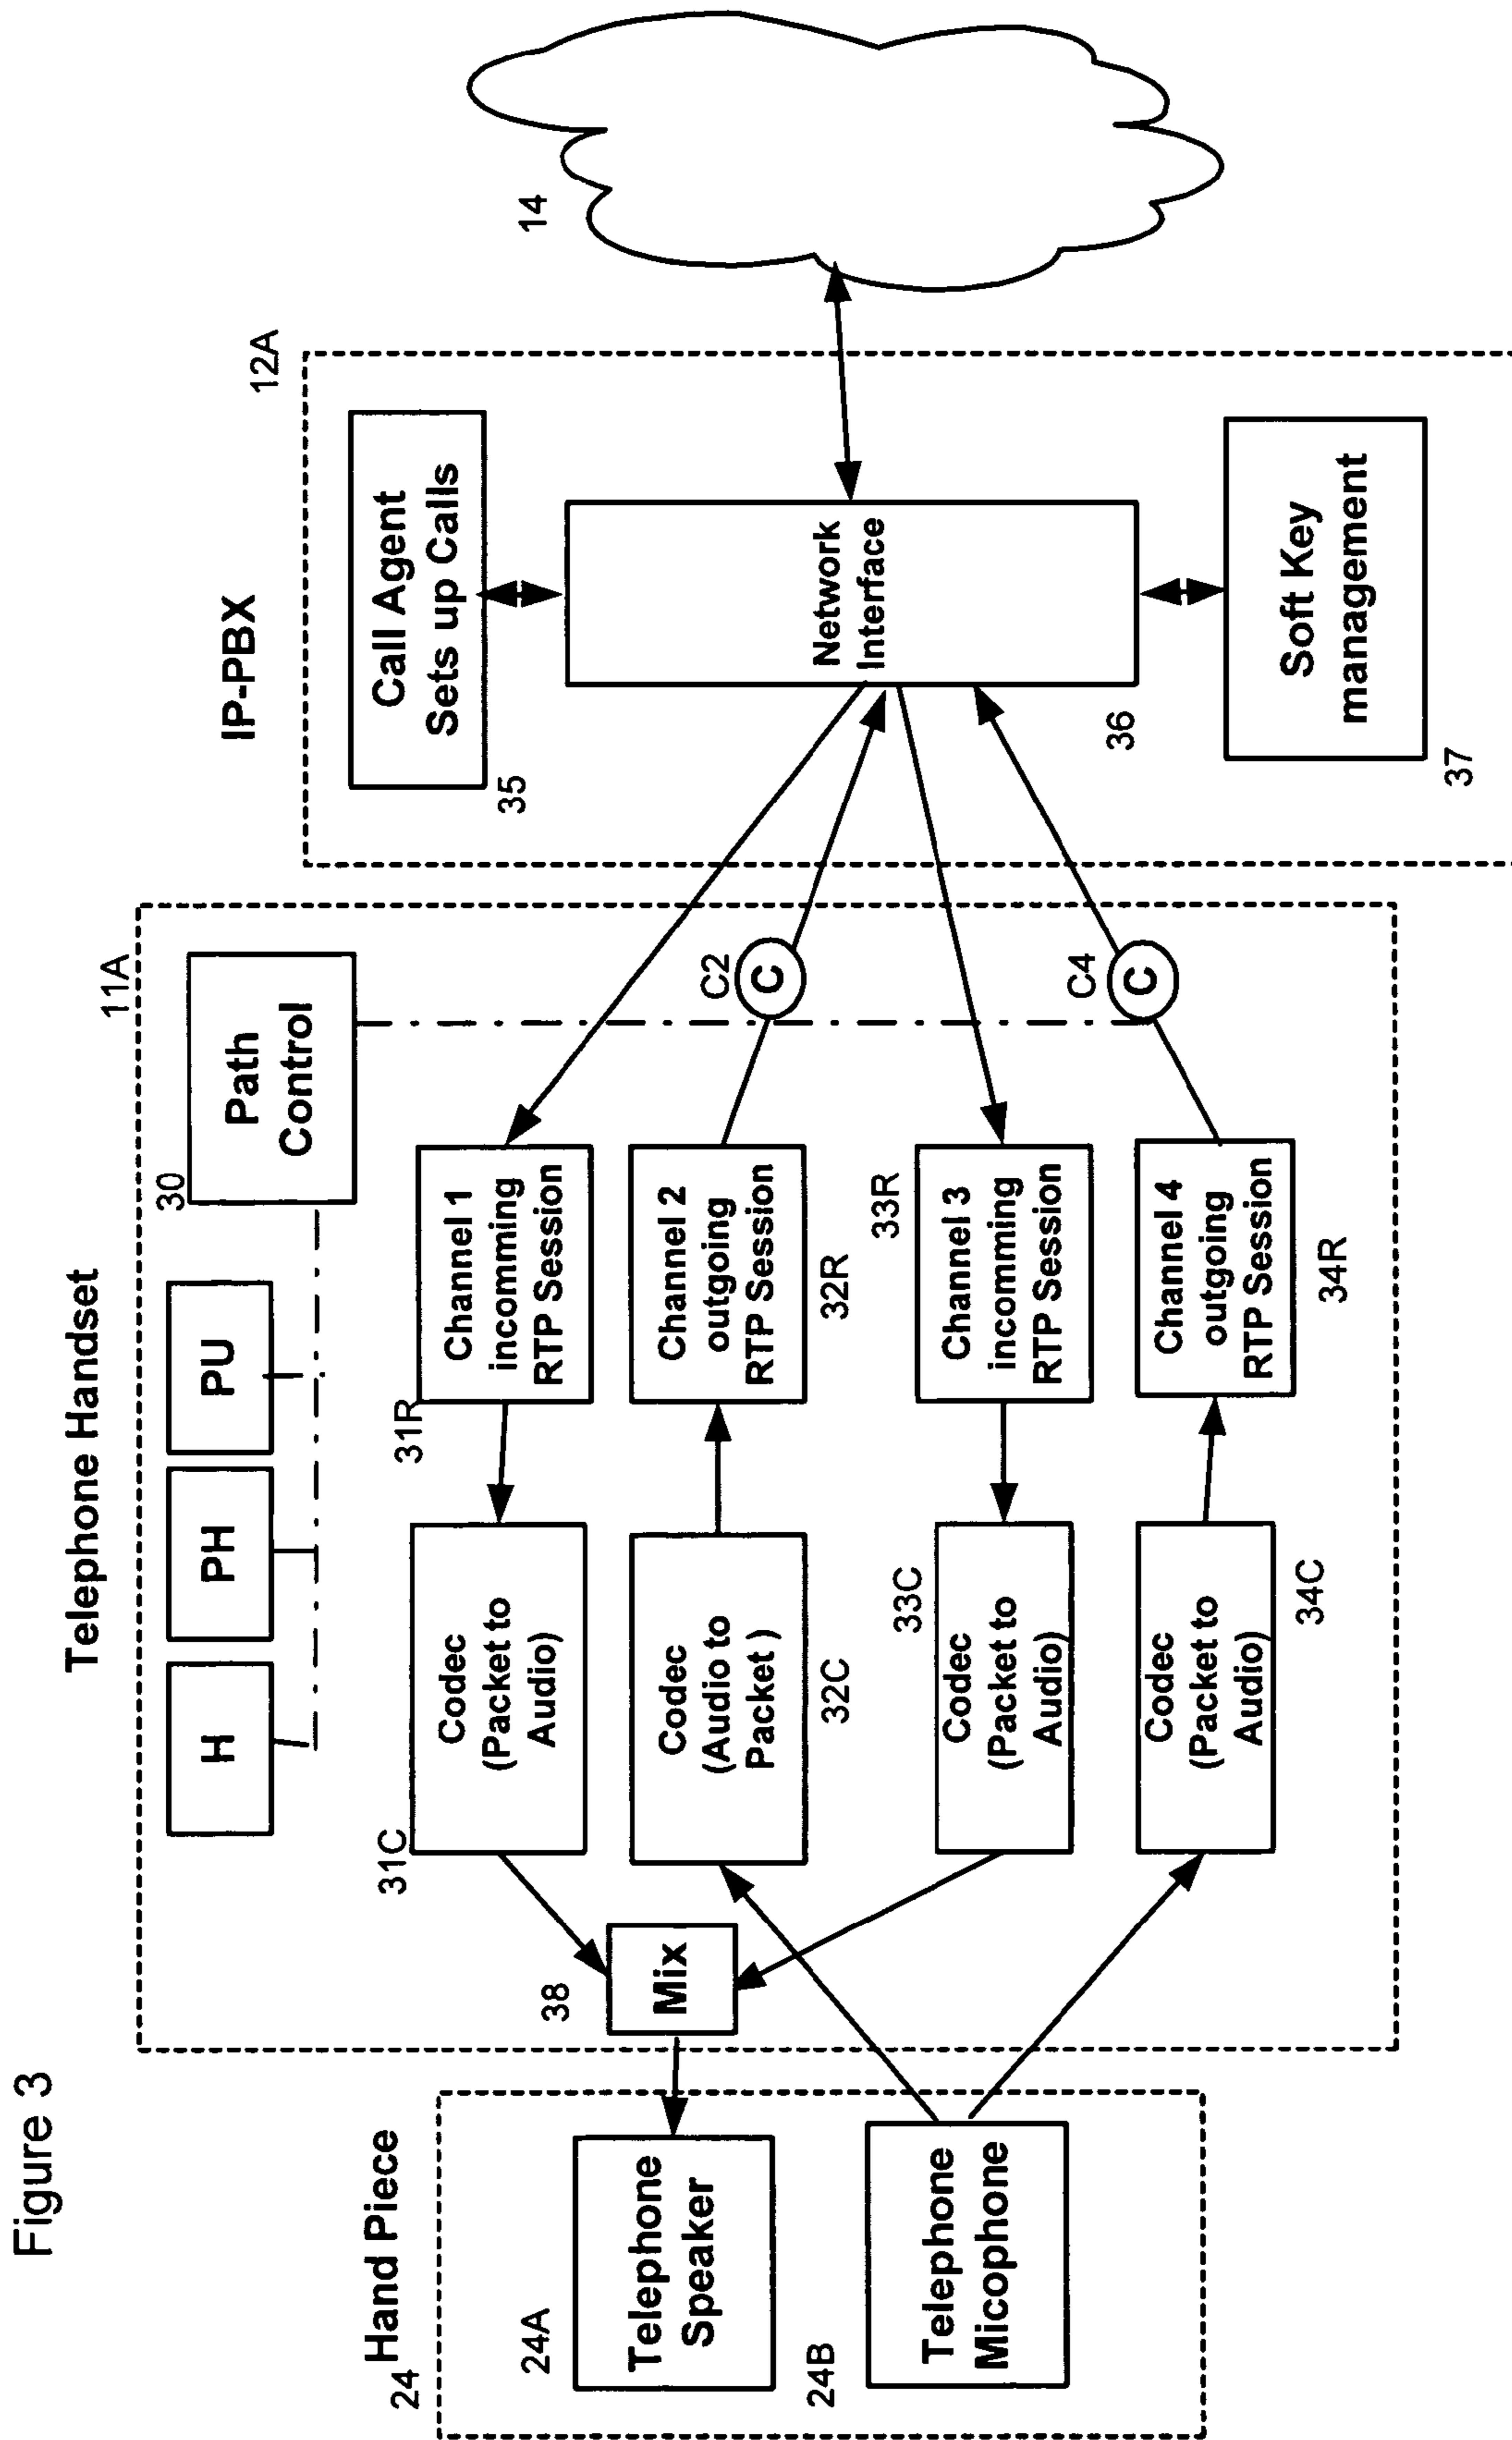 Figure 3
Telephone Handset
IP-PBX
12A
11A
14
24
Hand Piece
24A
Telephone
Speaker
24B
Telephone
Micophone
38
Mix
H
PH
PU
30
Path
Control
31C
Codec
(Packet to
Audio)
31R
Channel 1
incomming
RTP Session
Codec
(Audio to
Packet )
32C
Channel 2
outgoing
RTP Session
32R
C2
C
33C
Codec
(Packet to
Audio)
33R
Channel 3
incomming
RTP Session
Codec
(Packet to
Audio)
34C
Channel 4
outgoing
RTP Session
34R
C4
C
Call Agent
Sets up Calls
35
Network
Interface
36
Soft Key
management
37